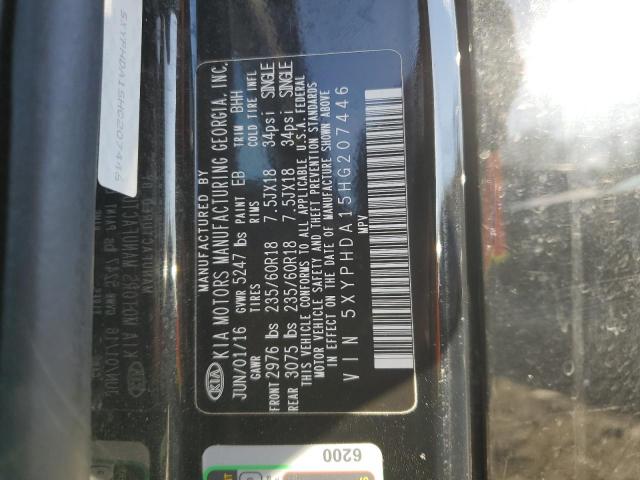 MANUFACTURED BY
KIA KIA MOTORS MANUFACTURING GEORGIA, INC.
JUN/01/16 GVWR 5247 lbs PAINT EB TRIM BHH
GAWR TIRES RIMS COLD TIRE INFL
FRONT 2976 lbs 235/60R18 7.5JX18 34psi SINGLE
REAR 3075 lbs 235/60R18 7.5JX18 34psi SINGLE
THIS VEHICLE CONFORMS TO ALL APPLICABLE U.S.A. FEDERAL
MOTOR VEHICLE SAFETY AND THEFT PREVENTION STANDARDS
IN EFFECT ON THE DATE OF MANUFACTURE SHOWN ABOVE
VIN 5XYPHDA15HG207446
MPV
5XYPHDA15HG207446
6200